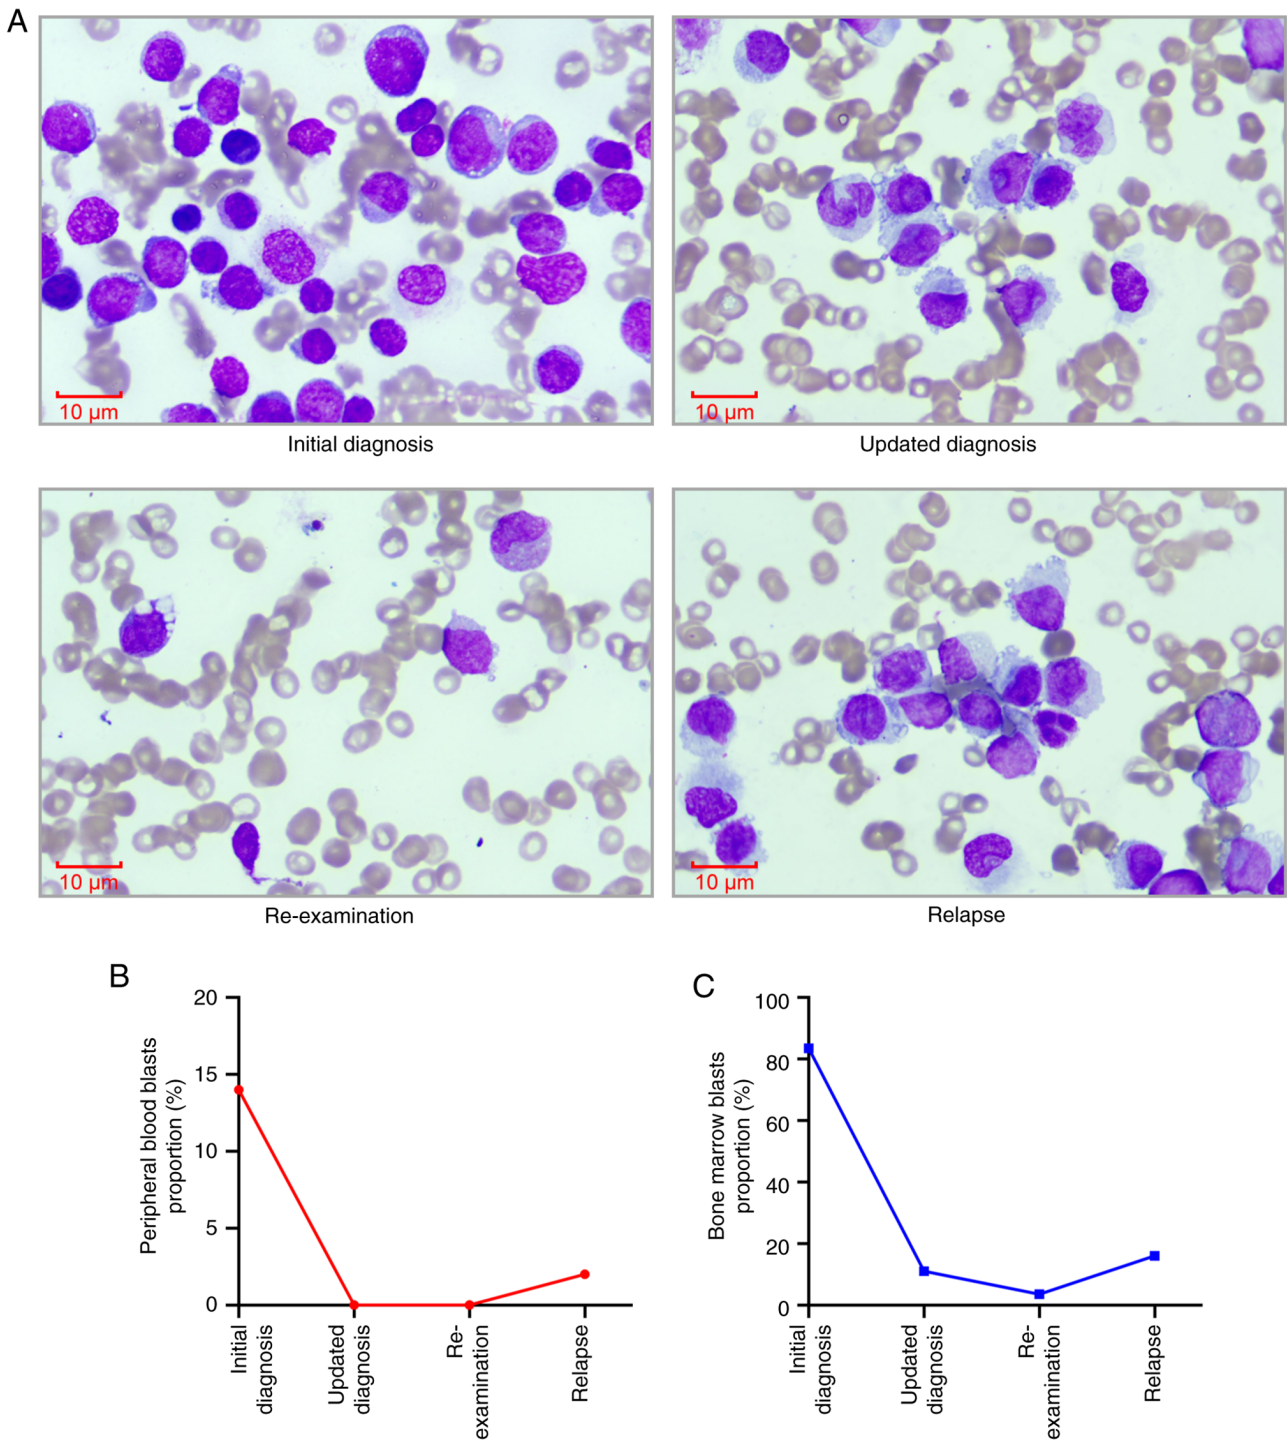 A
10 µm
10 µm
Initial diagnosis
Updated diagnosis
10 µm
10 µm
Re-examination
Relapse
B
Peripheral blood blasts
proportion (%)
20
15
10
5
0
Initial
diagnosis
Updated
diagnosis
Re-
examination
Relapse
C
Bone marrow blasts
proportion (%)
100
80
60
40
20
0
Initial
diagnosis
Updated
diagnosis
Re-
examination
Relapse